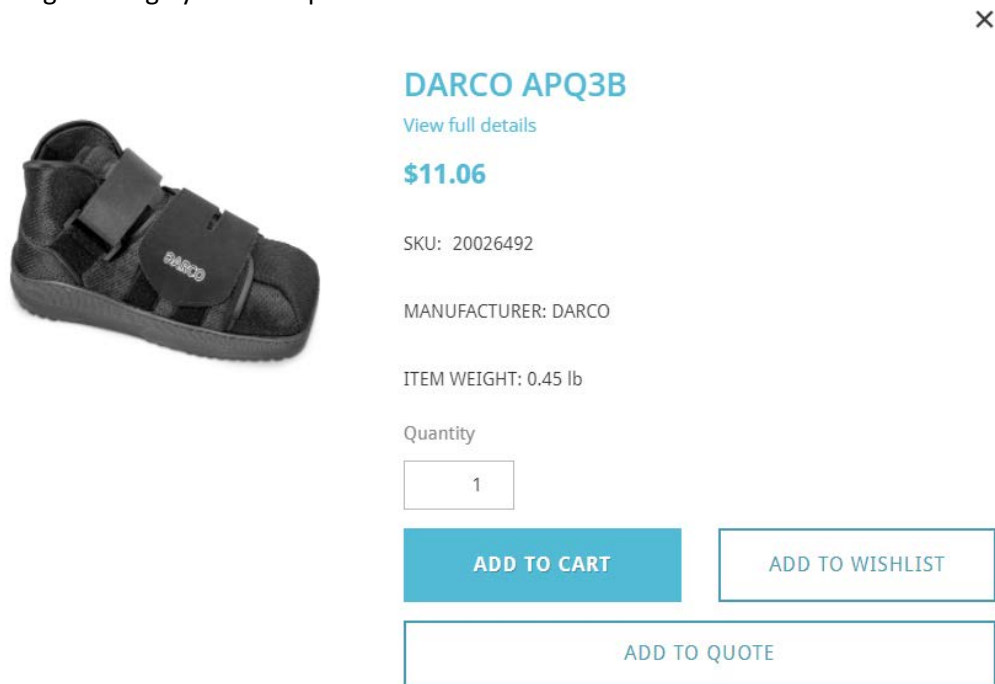 DARCO APQ3B
View full details
$11.06
SKU: 20026492
MANUFACTURER: DARCO
ITEM WEIGHT: 0.45 lb
Quantity
1
ADD TO CART
ADD TO WISHLIST
ADD TO QUOTE
DARCO